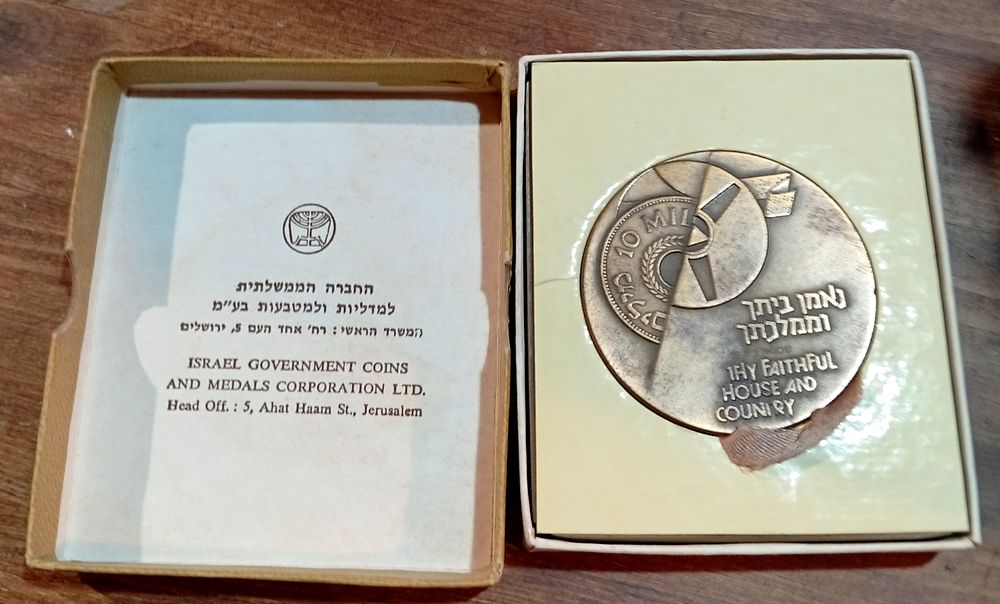 החברה הממשלתית
למדליות ולמטבעות בע"מ
המשרד הראשי : רח' אחד העם 5, ירושלים
ISRAEL GOVERNMENT COINS
AND MEDALS CORPORATION LTD.
Head Off. : 5, Ahat Haam St., Jerusalem
10 MIL
נאמן ביתך
וממלכתך
THY FAITHFUL
HOUSE AND
COUNTRY